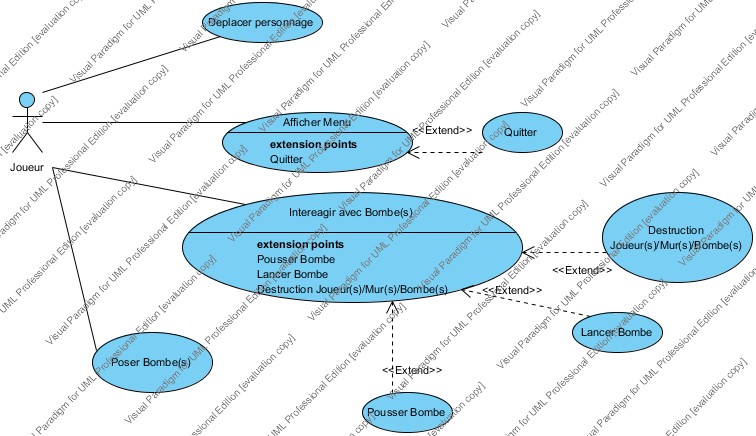 Deplacer personnage
Joueur
Afficher Menu
extension points
Quitter
<<Extend>>
Quitter
Intereagir avec Bombe(s)
extension points
Pousser Bombe
Lancer Bombe
Destruction Joueur(s)/Mur(s)/Bombe(s)
Destruction
Joueur(s)/Mur(s)/Bombe(s)
<<Extend>>
<<Extend>>
Lancer Bombe
Poser Bombe(s)
<<Extend>>
Pousser Bombe
Visual Paradigm for UML Professional Edition [evaluation copy]